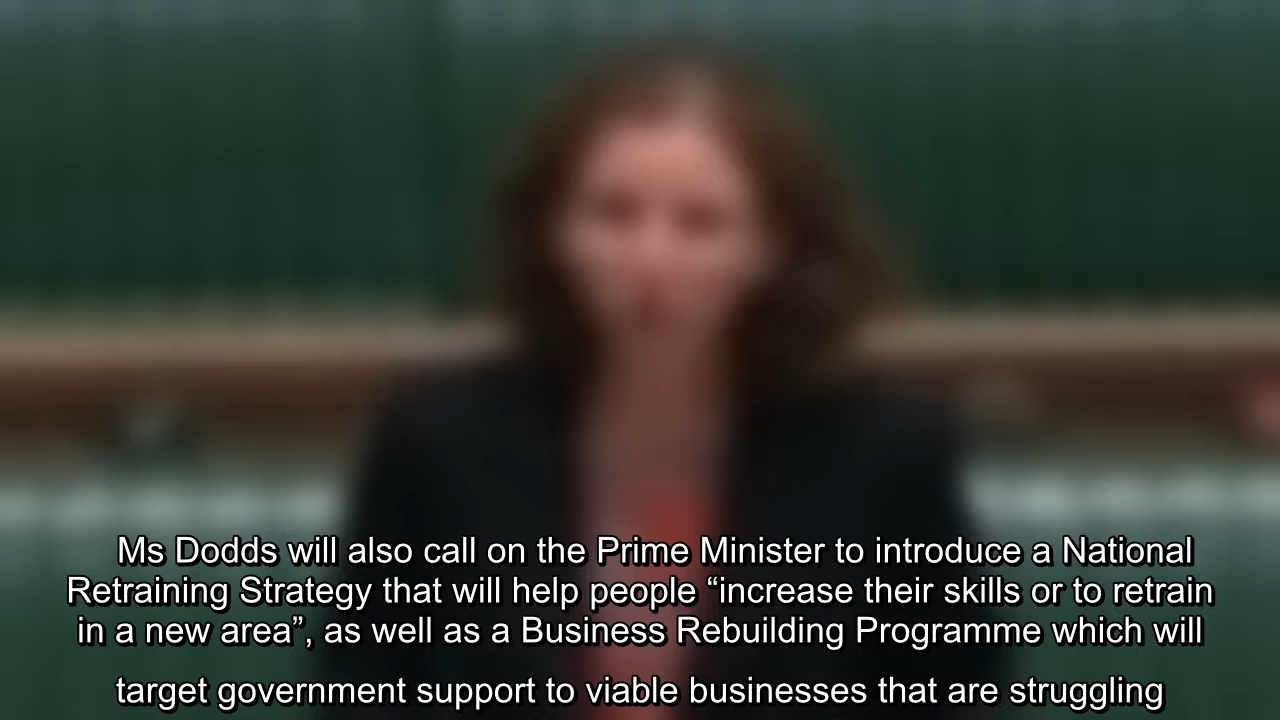 Ms Dodds will also call on the Prime Minister to introduce a National
Retraining Strategy that will help people “increase their skills or to retrain
in a new area”, as well as a Business Rebuilding Programme which will
target government support to viable businesses that are struggling